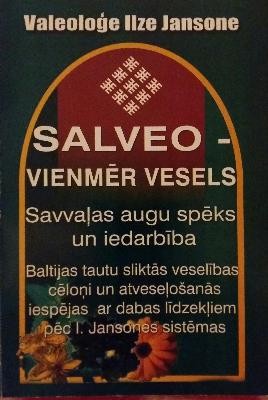 Valeoloģe Ilze Jansone
SALVEO -
VIENMĒR VESELS
Savvaļas augu spēks
un iedarbība
Baltijas tautu sliktās veselības
cēloņi un atveseļošanās
iespējas ar dabas līdzekļiem
pēc I. Jansones sistēmas